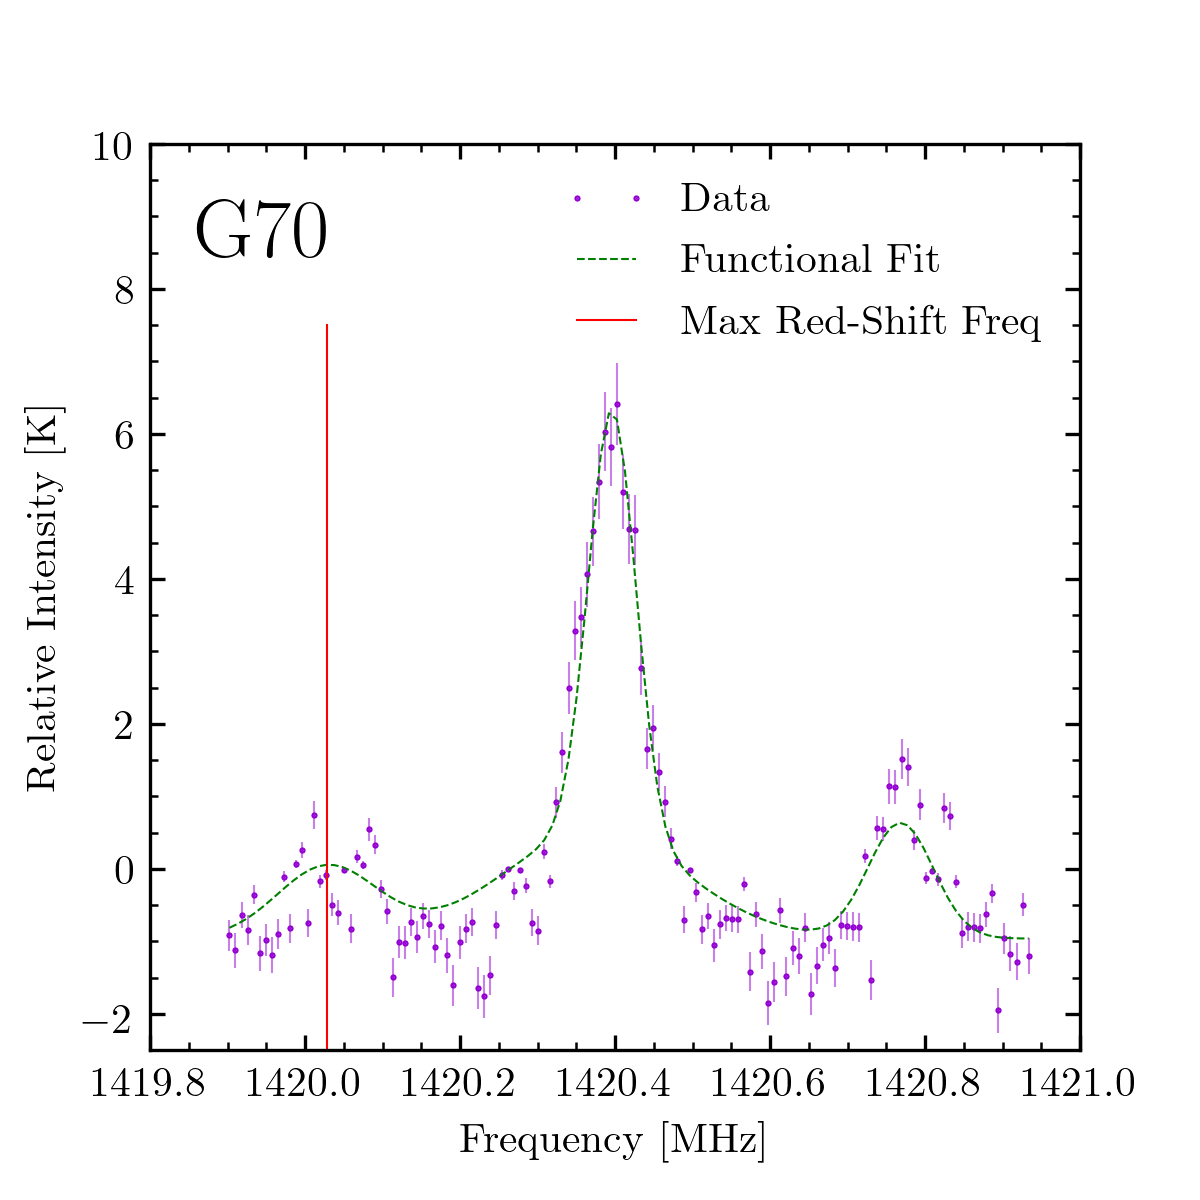 G70
Data
Functional Fit
Max Red-Shift Freq
10
8
6
4
2
0
−2
Relative Intensity [K]
1419.8 1420.0 1420.2 1420.4 1420.6 1420.8 1421.0
Frequency [MHz]